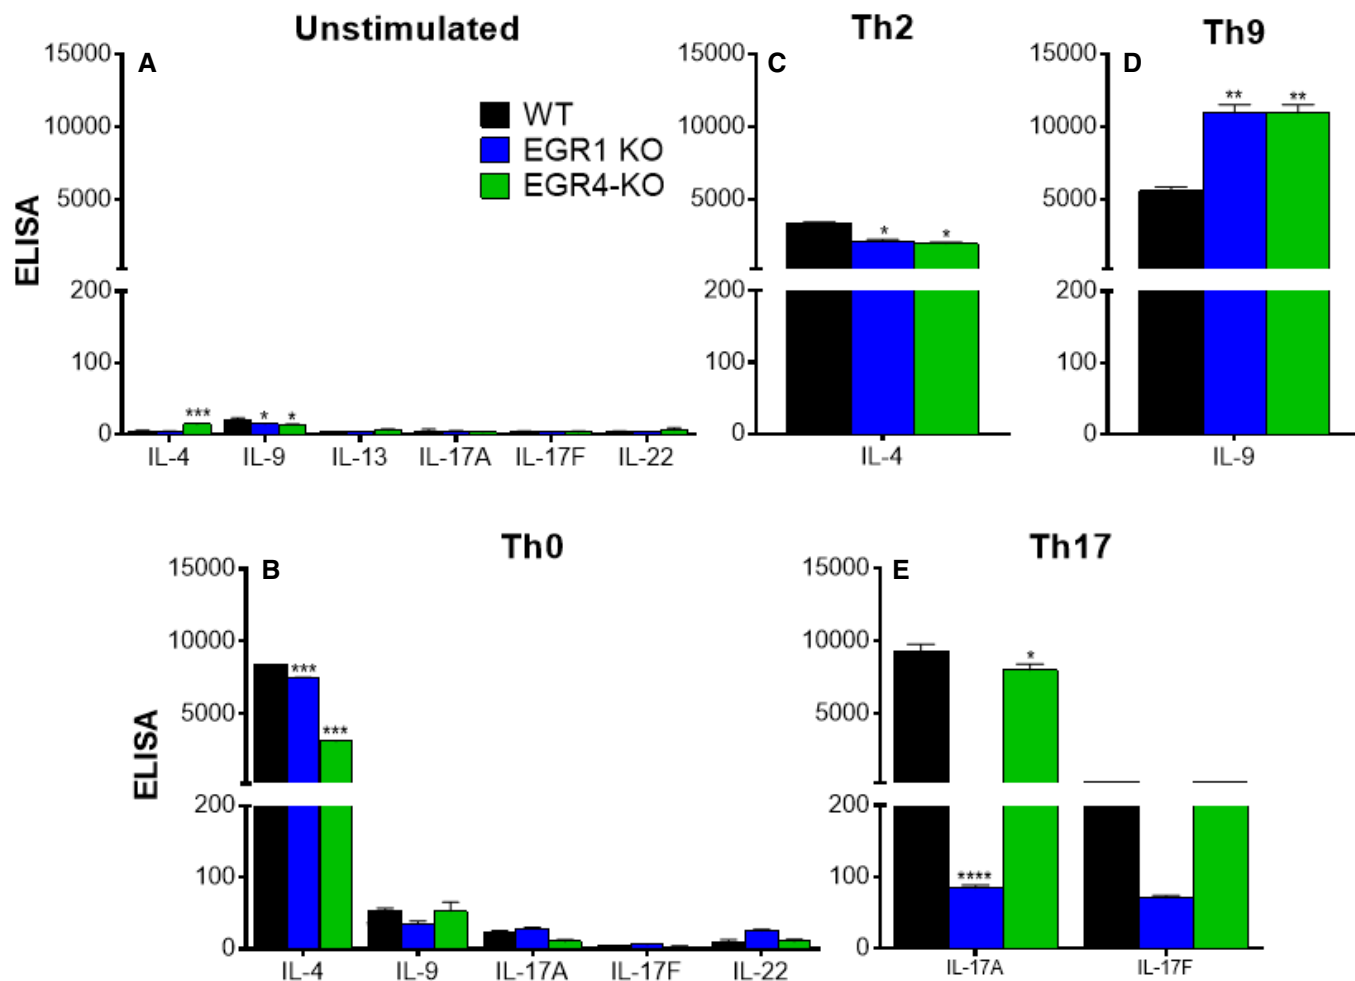 Unstimulated
A
15000
10000
5000
200
100
0
ELISA
WT
EGR1 KO
EGR4-KO
***
*
*
IL-4 IL-9 IL-13 IL-17A IL-17F IL-22
Th2
C
15000
10000
5000
200
100
0
*
*
IL-4
Th9
D
15000
10000
5000
200
100
0
**
**
IL-9
Th0
B
15000
10000
5000
200
100
0
ELISA
***
***
IL-4 IL-9 IL-17A IL-17F IL-22
Th17
E
15000
10000
5000
200
100
0
*
****
IL-17A IL-17F